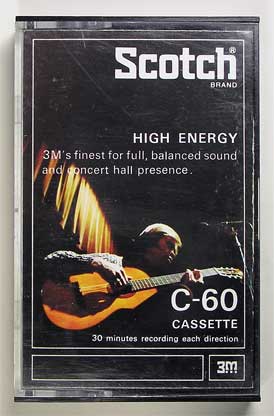 Scotch®
BRAND
HIGH ENERGY
3M's finest for full, balanced sound
and concert hall presence.
C-60
CASSETTE
30 minutes recording each direction
3M